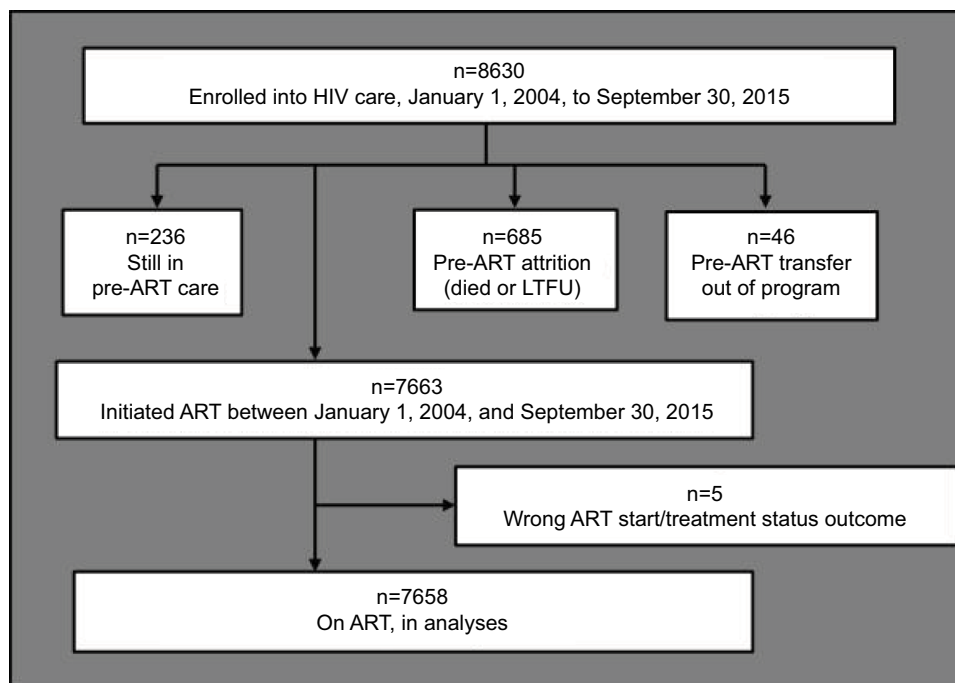 n=8630
Enrolled into HIV care, January 1, 2004, to September 30, 2015
n=236
Still in
pre-ART care
n=685
Pre-ART attrition
(died or LTFU)
n=46
Pre-ART transfer
out of program
n=7663
Initiated ART between January 1, 2004, and September 30, 2015
n=5
Wrong ART start/treatment status outcome
n=7658
On ART, in analyses